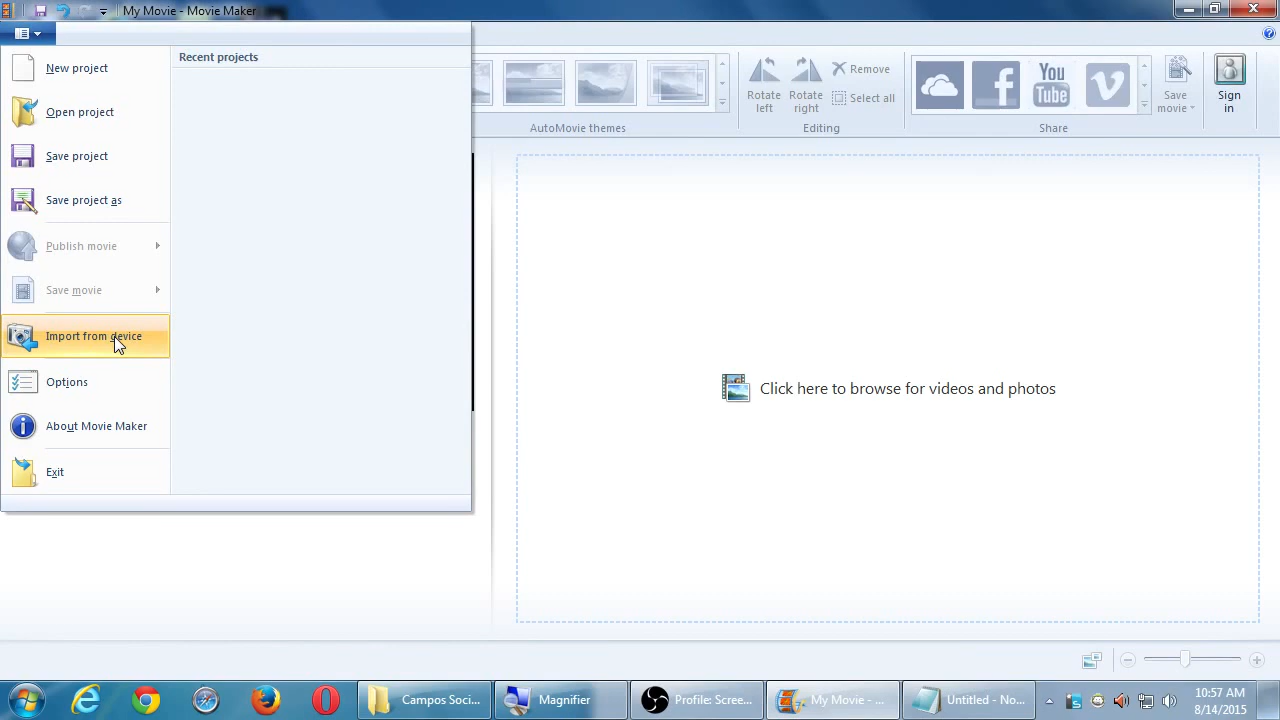 My Movie - Movie Maker
Recent projects
New project
Open project
Save project
Save project as
Publish movie
Save movie
Import from device
Options
About Movie Maker
Exit
AutoMovie themes
Rotate left
Rotate right
Remove
Select all
Editing
You Tube
Share
Save movie
Sign in
Click here to browse for videos and photos
Campos Soci...
Magnifier
Profile: Scree...
My Movie - ...
Untitled - No...
10:57 AM
8/14/2015